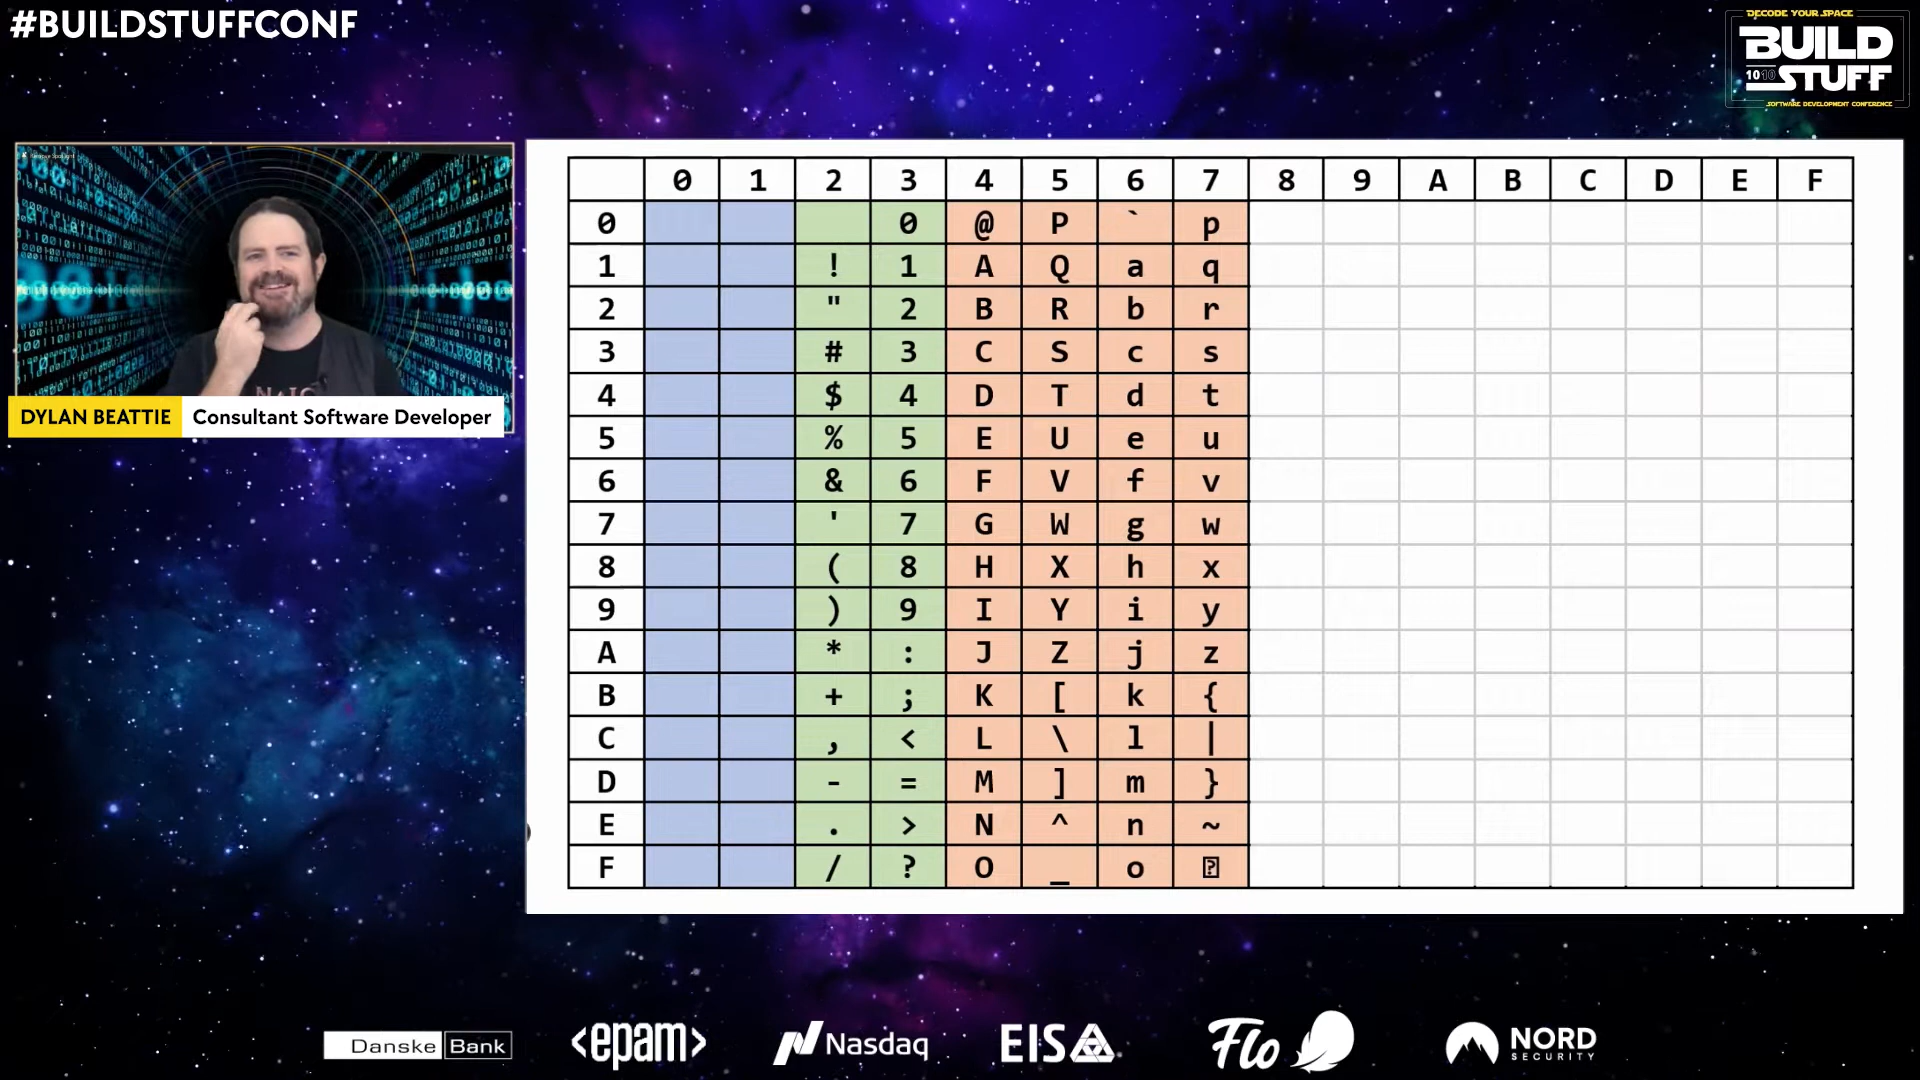 #BUILDSTUFFCONF
DECODE YOUR SPACE
BUILD
1010 STUFF
SOFTWARE DEVELOPMENT CONFERENCE
DYLAN BEATTIE Consultant Software Developer
0 1 2 3 4 5 6 7 8 9 A B C D E F
0 0 @ P ` p
1 ! 1 A Q a q
2 " 2 B R b r
3 # 3 C S c s
4 $ 4 D T d t
5 % 5 E U e u
6 & 6 F V f v
7 ' 7 G W g w
8 ( 8 H X h x
9 ) 9 I Y i y
A * : J Z j z
B + ; K [ k {
C , < L \ l |
D - = M ] m }
E . > N ^ n ~
F / ? O _ o ⍰
Danske Bank
<epam>
Nasdaq
EIS
Flo
NORD
SECURITY